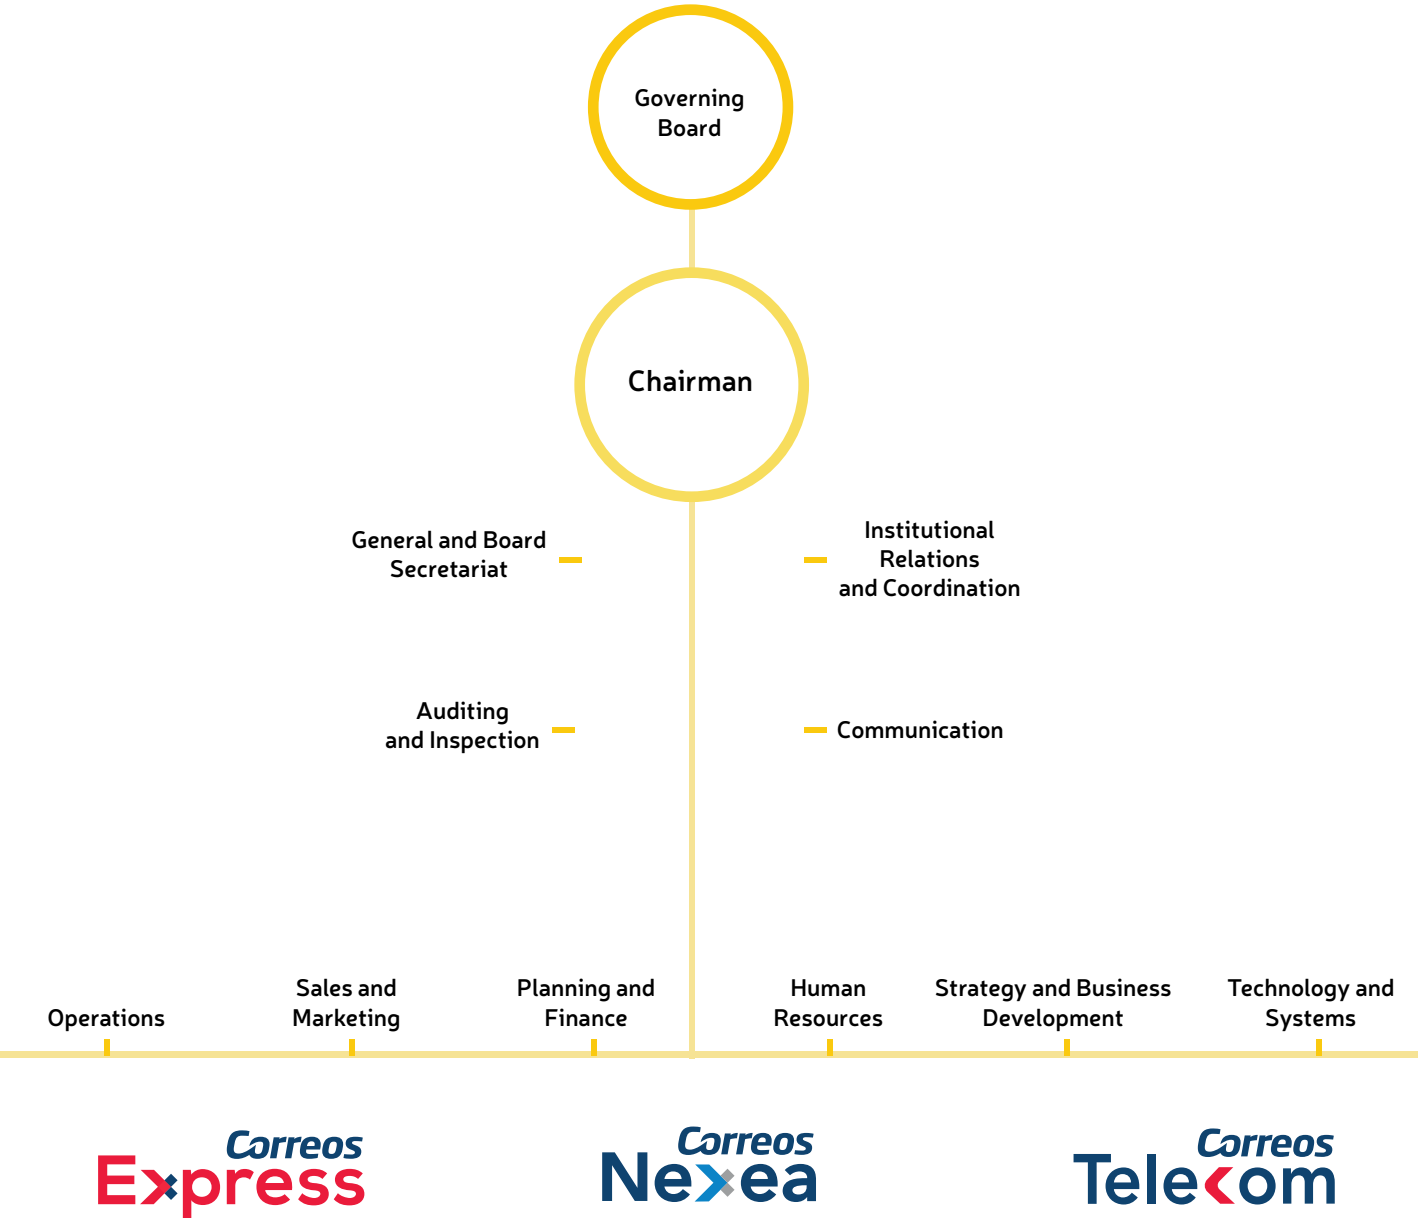 Governing
Board
Chairman
General and Board
Secretariat
Institutional
Relations
and Coordination
Auditing
and Inspection
Communication
Operations
Sales and
Marketing
Planning and
Finance
Human
Resources
Strategy and Business
Development
Technology and
Systems
Correos
Express
Correos
Nexea
Correos
Telecom